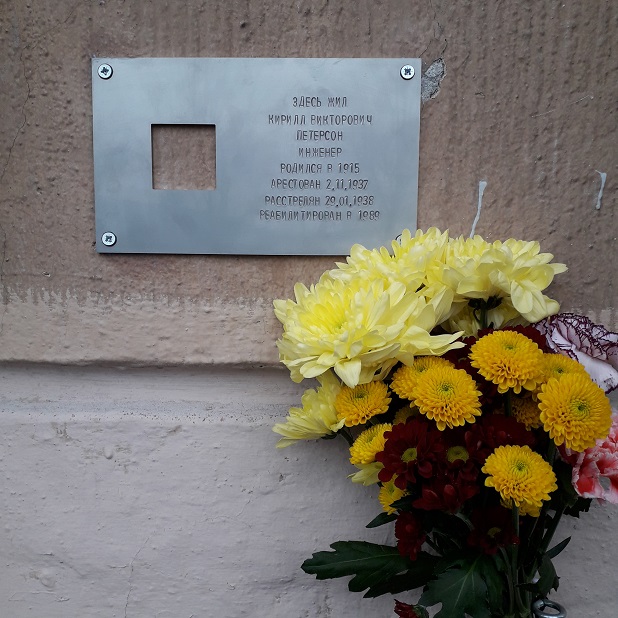 ЗДЕСЬ ЖИЛ
КИРИЛЛ ВИКТОРОВИЧ
ПЕТЕРСОН
ИНЖЕНЕР
РОДИЛСЯ В 1915
АРЕСТОВАН 2.11.1937
РАССТРЕЛЯН 29.01.1938
РЕАБИЛИТИРОВАН В 1989